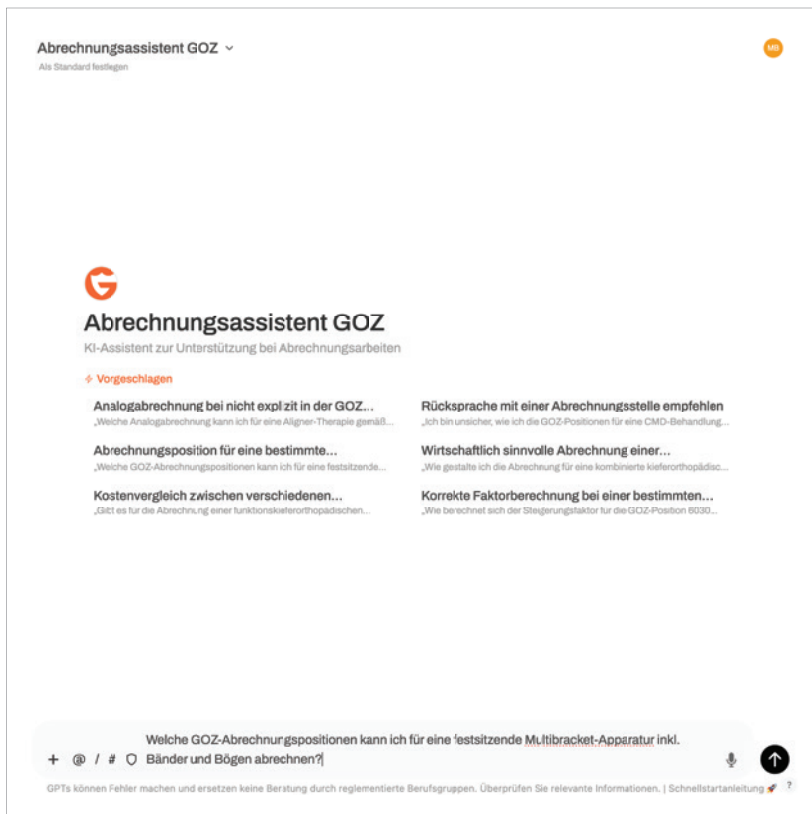 Abrechnungsassistent GOZ
MB
Als Standard festlegen
G
Abrechnungsassistent GOZ
KI-Assistent zur Unterstützung bei Abrechnungsarbeiten
Vorgeschlagen
Analogabrechnung bei nicht explizit in der GOZ...
„Welche Analogabrechnung kann ich für eine Aligner-Therapie gemäß...
Rücksprache mit einer Abrechnungsstelle empfehlen
„Ich bin unsicher, wie ich die GOZ-Positionen für eine CMD-Behandlung...
Abrechnungsposition für eine bestimmte...
„Welche GOZ-Abrechnungspositionen kann ich für eine festsitzende...
Wirtschaftlich sinnvolle Abrechnung einer...
„Wie gestalte ich die Abrechnung für eine kombinierte kieferorthopädisc...
Kostenvergleich zwischen verschiedenen...
„Gibt es für die Abrechnung einer funktionskieferorthopädischen...
Korrekte Faktorberechnung bei einer bestimmten...
„Wie berechnet sich der Steigerungsfaktor für die GOZ-Position 6030...
Welche GOZ-Abrechnungspositionen kann ich für eine festsitzende Multibracket-Apparatur inkl.
+ @ / # Bänder und Bögen abrechnen?
GPTs können Fehler machen und ersetzen keine Berstung durch reglementierte Berufsgruppen. Überprüfen Sie relevante Informationen. | Schnellstartanleitung 🚀 ?